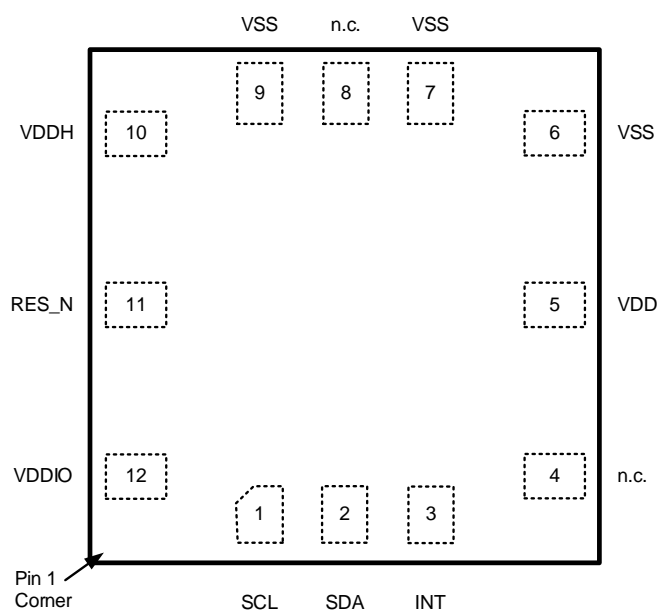 VSS n.c. VSS
9 8 7
VDDH 10 6 VSS
RES_N 11 5 VDD
VDDIO 12 4 n.c.
1 2 3
Pin 1
Corner
SCL SDA INT